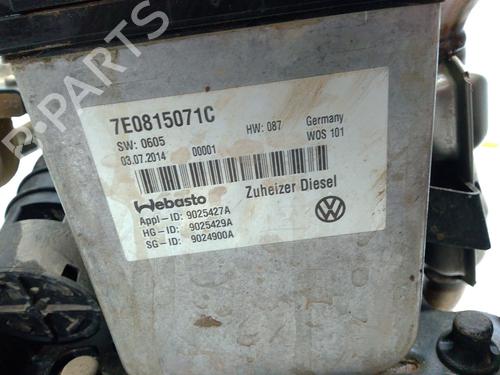 B-PARTS
7E0815071C
SW: 0605 HW: 087 Germany
03.07.2014 00001 WOS 101
Webasto Zuheizer Diesel
Appl-ID: 9025427A
HG-ID: 9025429A
SG-ID: 9024900A